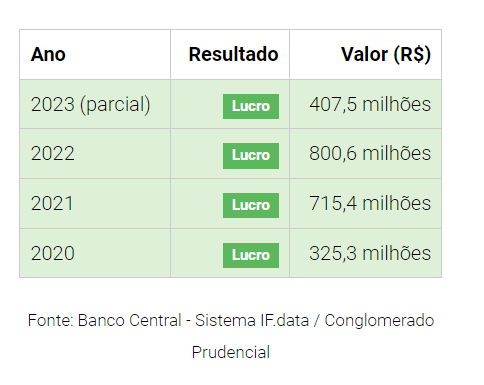 Ano Resultado Valor (R$)
2023 (parcial) Lucro 407,5 milhões
2022 Lucro 800,6 milhões
2021 Lucro 715,4 milhões
2020 Lucro 325,3 milhões
Fonte: Banco Central - Sistema IF.data / Conglomerado
Prudencial